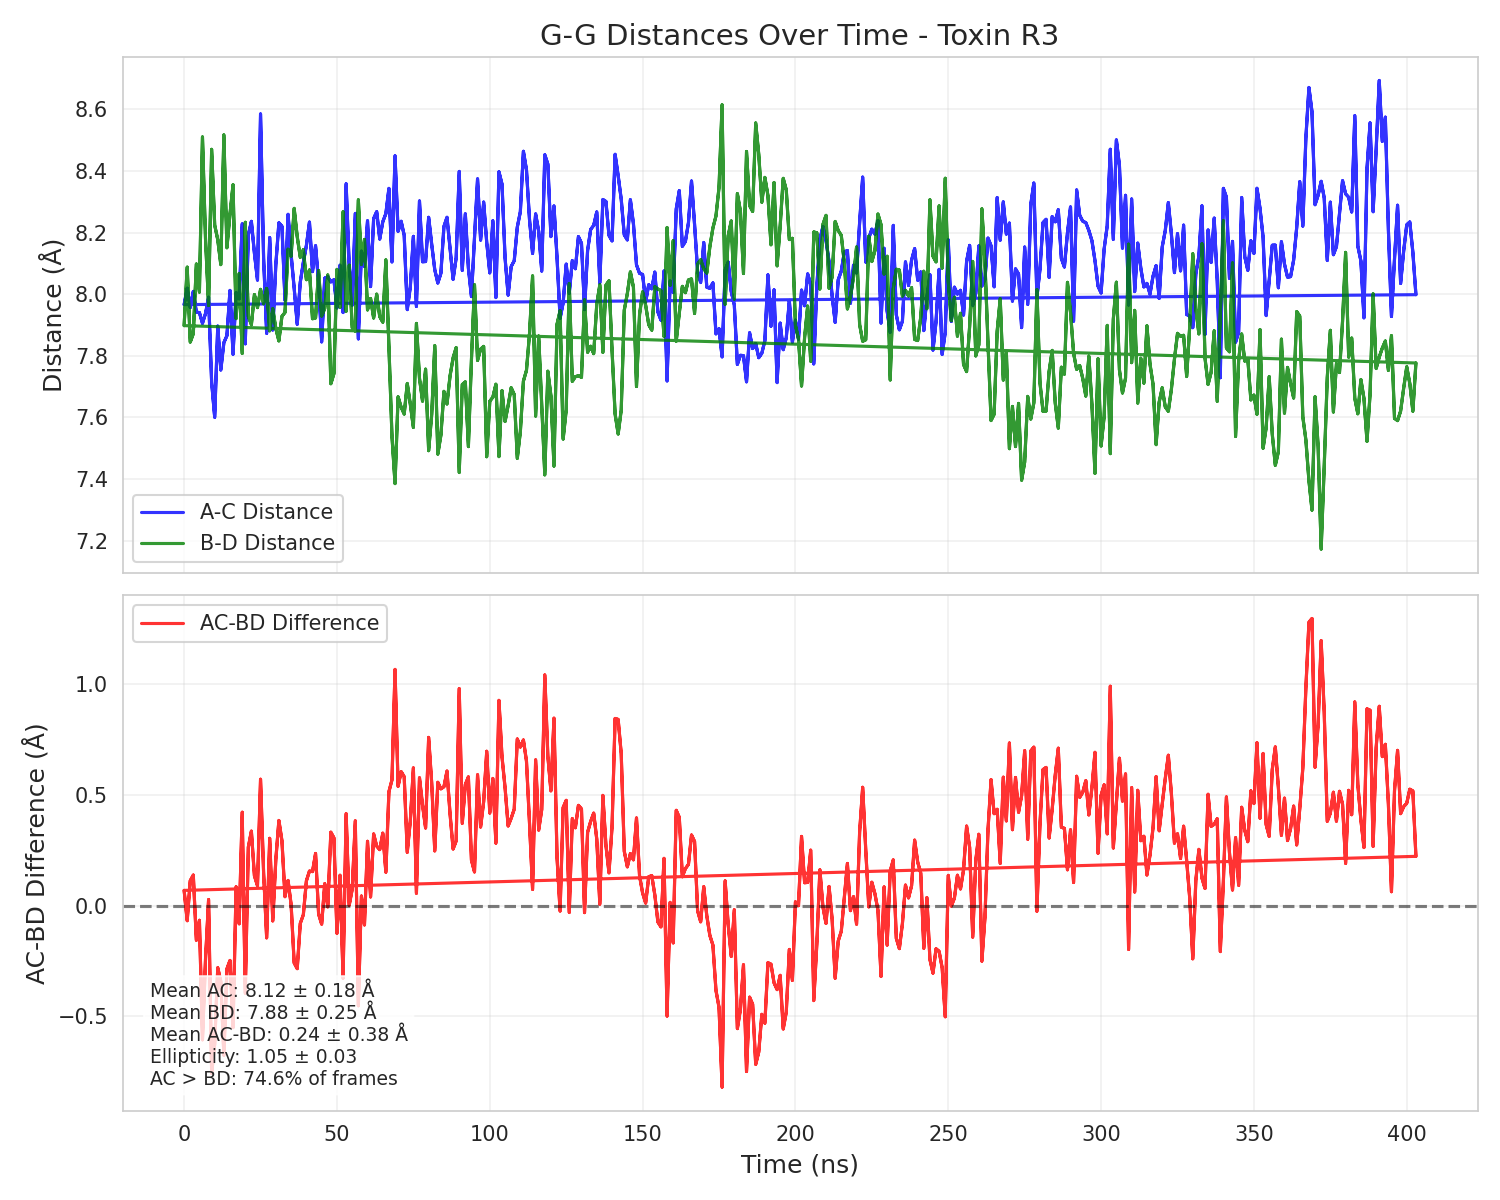 G-G Distances Over Time - Toxin R3
8.6
8.4
8.2
8.0
7.8
7.6
7.4
7.2
Distance (Å)
A-C Distance
B-D Distance
AC-BD Difference
1.0
0.5
0.0
−0.5
AC-BD Difference (Å)
Mean AC: 8.12 ± 0.18 Å
Mean BD: 7.88 ± 0.25 Å
Mean AC-BD: 0.24 ± 0.38 Å
Ellipticity: 1.05 ± 0.03
AC > BD: 74.6% of frames
0 50 100 150 200 250 300 350 400
Time (ns)